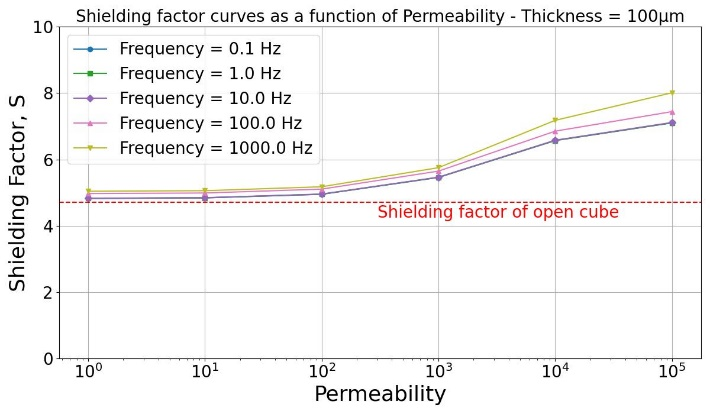 Shielding factor curves as a function of Permeability - Thickness = 100μm
Frequency = 0.1 Hz
Frequency = 1.0 Hz
Frequency = 10.0 Hz
Frequency = 100.0 Hz
Frequency = 1000.0 Hz
Shielding factor of open cube
Shielding Factor, S
10
8
6
4
2
0
10⁰ 10¹ 10² 10³ 10⁴ 10⁵
Permeability